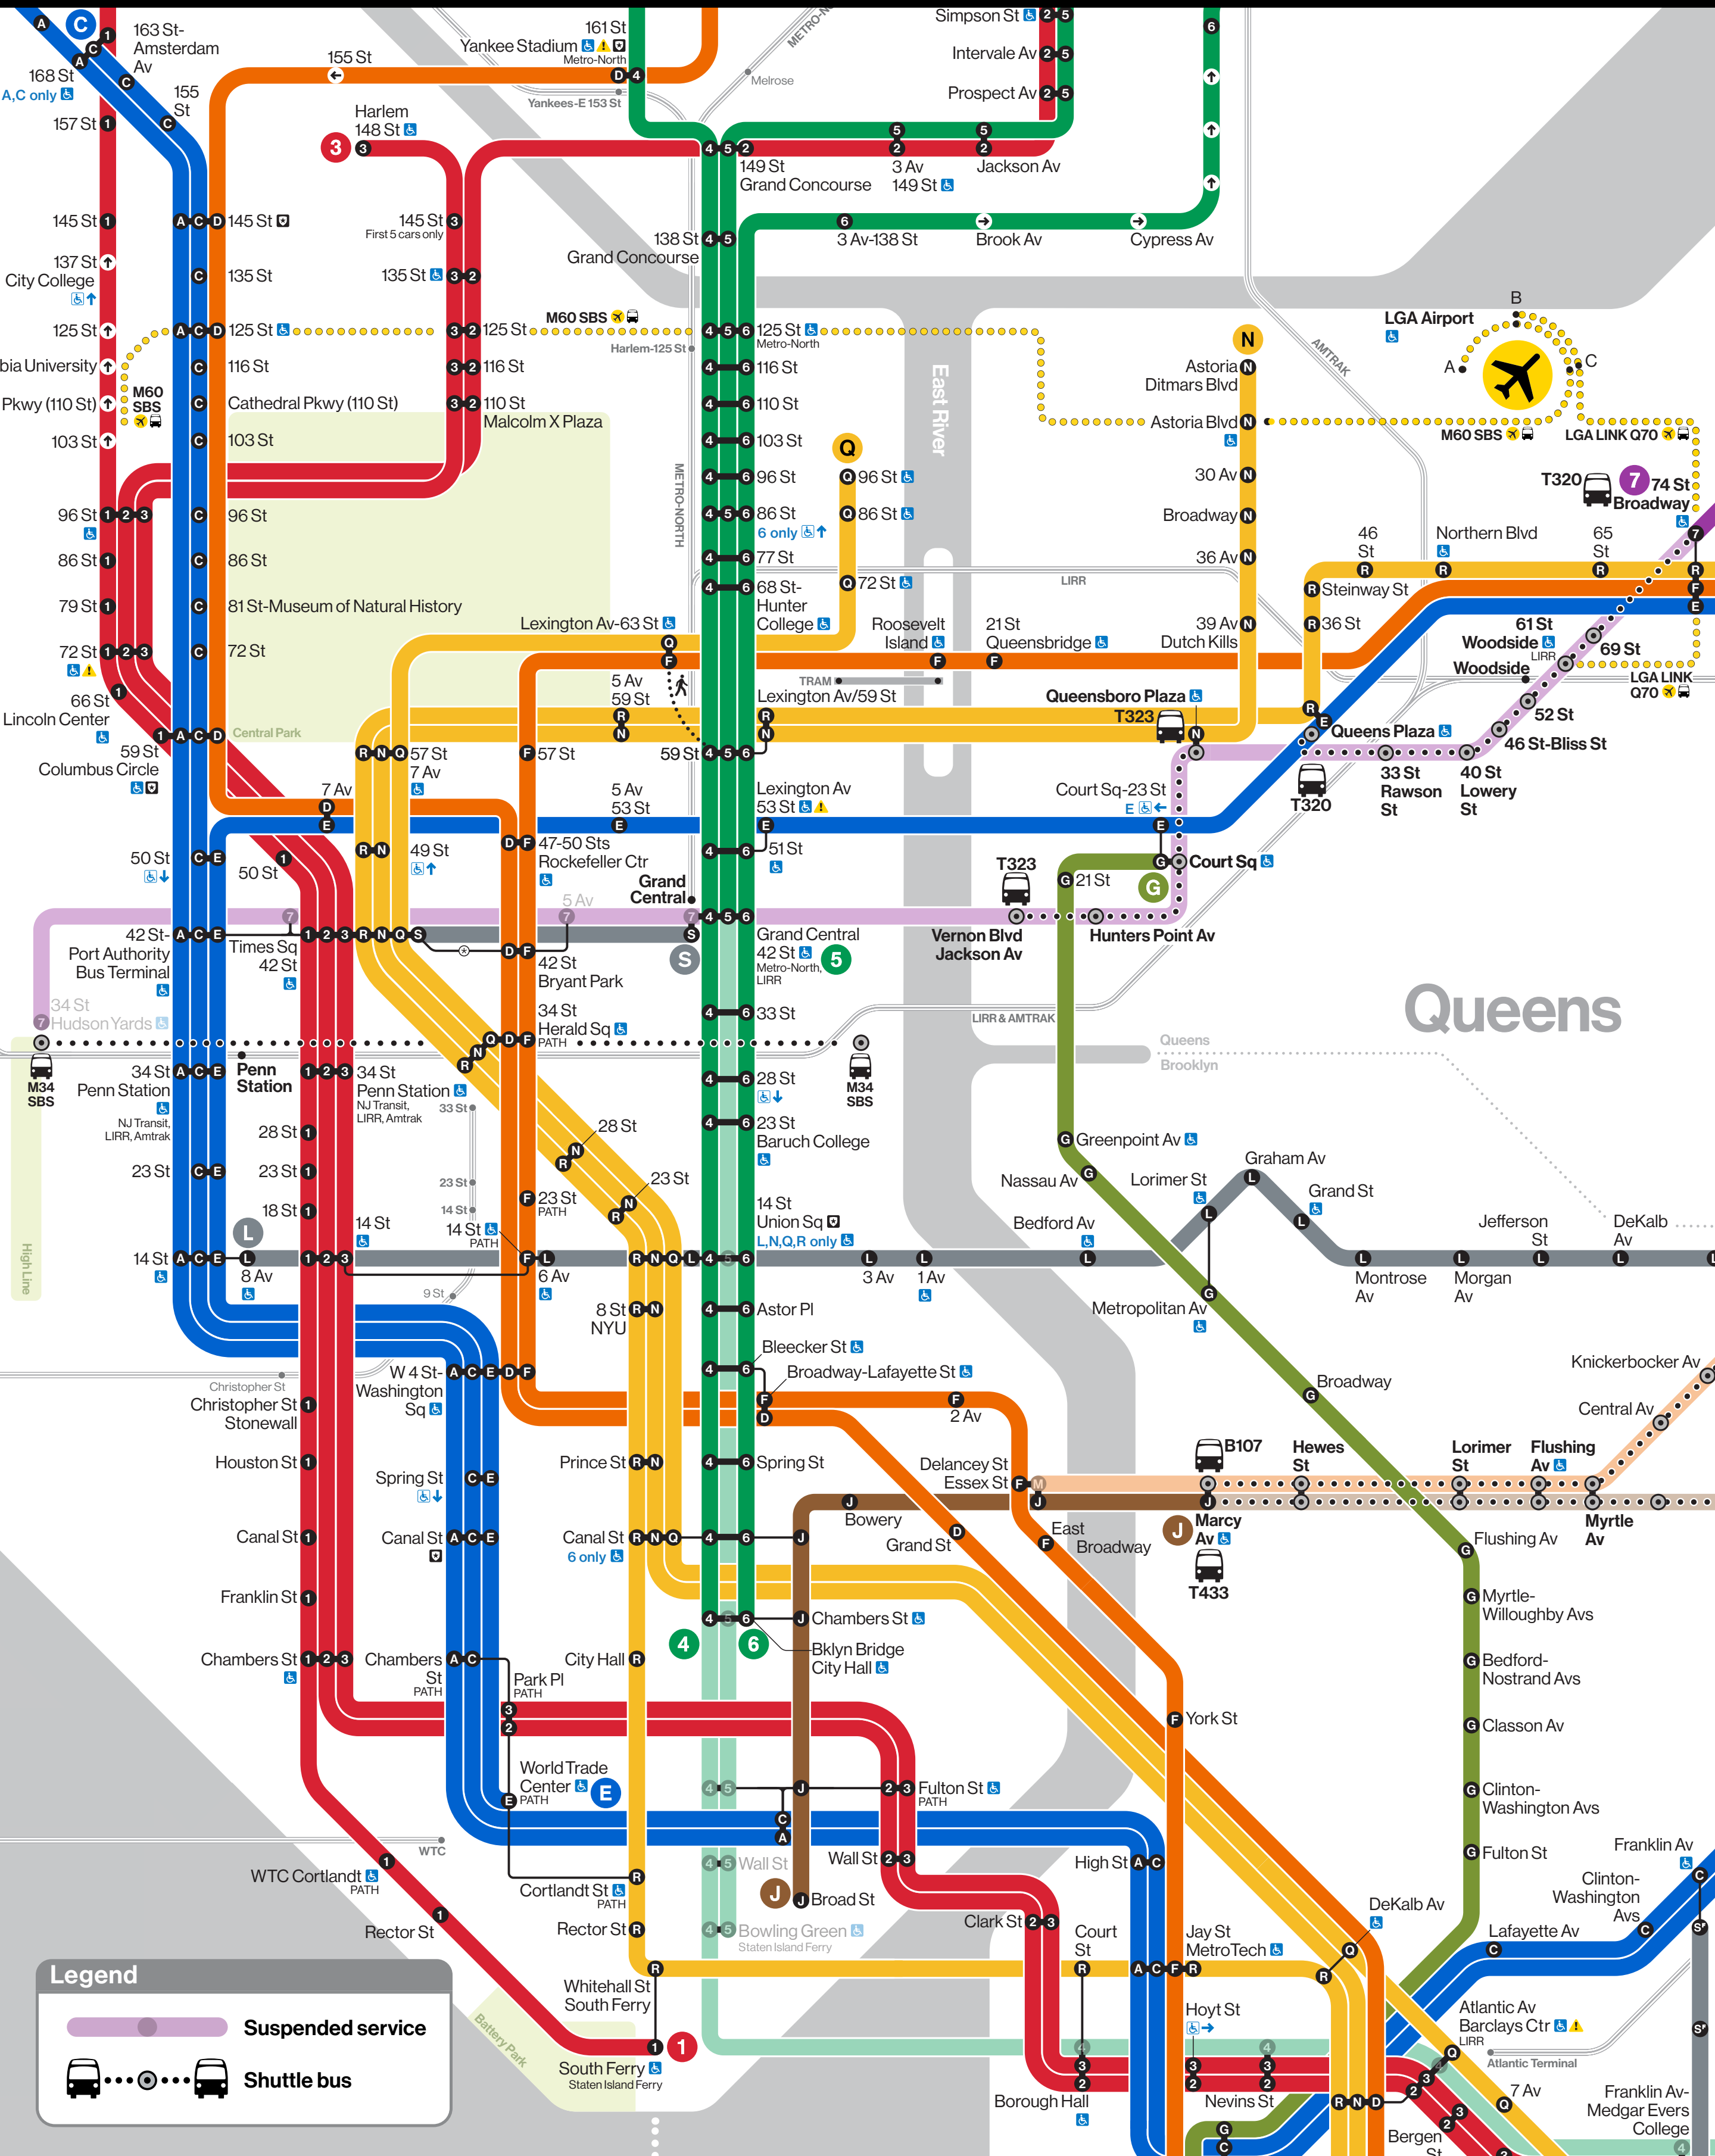 A
C
163 St-
Amsterdam
Av
168 St
A,C only
155
St
157 St
155 St
161 St
Yankee Stadium
Metro-North
Yankees-E 153 St
METRO-NO
Melrose
Simpson St
Intervale Av
Prospect Av
Harlem
148 St
3
149 St
Grand Concourse
3 Av
149 St
Jackson Av
145 St
145 St
145 St
First 5 cars only
138 St
Grand Concourse
3 Av-138 St
Brook Av
Cypress Av
137 St
City College
135 St
135 St
125 St
125 St
125 St
M60 SBS
Harlem-125 St
125 St
Metro-North
LGA Airport
A
B
C
M60 SBS
LGA LINK Q70
bia University
116 St
116 St
116 St
Pkwy (110 St)
M60
SBS
Cathedral Pkwy (110 St)
110 St
Malcolm X Plaza
110 St
103 St
103 St
103 St
East River
METRO-NORTH
AMTRAK
N
Astoria
Ditmars Blvd
Astoria Blvd
30 Av
Broadway
36 Av
39 Av
Dutch Kills
Q
96 St
96 St
96 St
96 St
86 St
86 St
86 St
6 only
86 St
77 St
79 St
81 St-Museum of Natural History
68 St-
Hunter
College
72 St
72 St
72 St
LIRR
T320
7
74 St
Broadway
46
St
Northern Blvd
65
St
Steinway St
36 St
61 St
Woodside
LIRR
Woodside
69 St
LGA LINK
Q70
52 St
46 St-Bliss St
Lexington Av-63 St
Roosevelt
Island
21 St
Queensbridge
TRAM
5 Av
59 St
Lexington Av/59 St
59 St
Queensboro Plaza
T323
Queens Plaza
T320
33 St
Rawson
St
40 St
Lowery
St
66 St
Lincoln Center
59 St
Columbus Circle
Central Park
57 St
7 Av
57 St
7 Av
5 Av
53 St
Lexington Av
53 St
51 St
Court Sq-23 St
E
Court Sq
G
21 St
50 St
50 St
49 St
47-50 Sts
Rockefeller Ctr
Grand
Central
5 Av
T323
Vernon Blvd
Jackson Av
Hunters Point Av
42 St-
Port Authority
Bus Terminal
Times Sq
42 St
42 St
Bryant Park
S
Grand Central
42 St
Metro-North,
LIRR
5
34 St
Hudson Yards
34 St
Herald Sq
PATH
33 St
LIRR & AMTRAK
Queens
Queens
Brooklyn
M34
SBS
M34
SBS
34 St
Penn Station
NJ Transit,
LIRR, Amtrak
Penn
Station
34 St
Penn Station
NJ Transit,
LIRR, Amtrak
33 St
28 St
28 St
28 St
23 St
Baruch College
23 St
23 St
23 St
23 St
PATH
23 St
18 St
14 St
14 St
14 St
PATH
14 St
Union Sq
L,N,Q,R only
L
14 St
8 Av
6 Av
3 Av
1 Av
Bedford Av
Greenpoint Av
Nassau Av
Lorimer St
Graham Av
Grand St
Metropolitan Av
Montrose
Av
Morgan
Av
Jefferson
St
DeKalb
Av
High Line
9 St
8 St
NYU
Astor Pl
Christopher St
W 4 St-
Washington
Sq
Bleecker St
Broadway-Lafayette St
2 Av
Christopher St
Stonewall
Houston St
Spring St
Prince St
Spring St
Delancey St
Essex St
Broadway
Knickerbocker Av
Central Av
B107
Hewes
St
Lorimer
St
Flushing
Av
Marcy
Av
J
T433
Myrtle
Av
Canal St
Canal St
Canal St
6 only
Bowery
Grand St
East
Broadway
Flushing Av
Myrtle-
Willoughby Avs
Bedford-
Nostrand Avs
Classon Av
Clinton-
Washington Avs
Fulton St
Franklin St
4
6
Chambers St
Bklyn Bridge
City Hall
Chambers St
Chambers
St
PATH
Park Pl
PATH
City Hall
York St
World Trade
Center
PATH
E
Fulton St
PATH
WTC
WTC Cortlandt
PATH
Cortlandt St
PATH
Wall St
Wall St
High St
Rector St
Rector St
J
Broad St
Bowling Green
Staten Island Ferry
Clark St
Court
St
Jay St
MetroTech
DeKalb Av
Lafayette Av
Clinton-
Washington
Avs
Franklin Av
Legend
Suspended service
Shuttle bus
Battery Park
Whitehall St
South Ferry
South Ferry
Staten Island Ferry
1
Hoyt St
Atlantic Av
Barclays Ctr
LIRR
Atlantic Terminal
Borough Hall
Nevins St
7 Av
Bergen
St
Franklin Av-
Medgar Evers
College